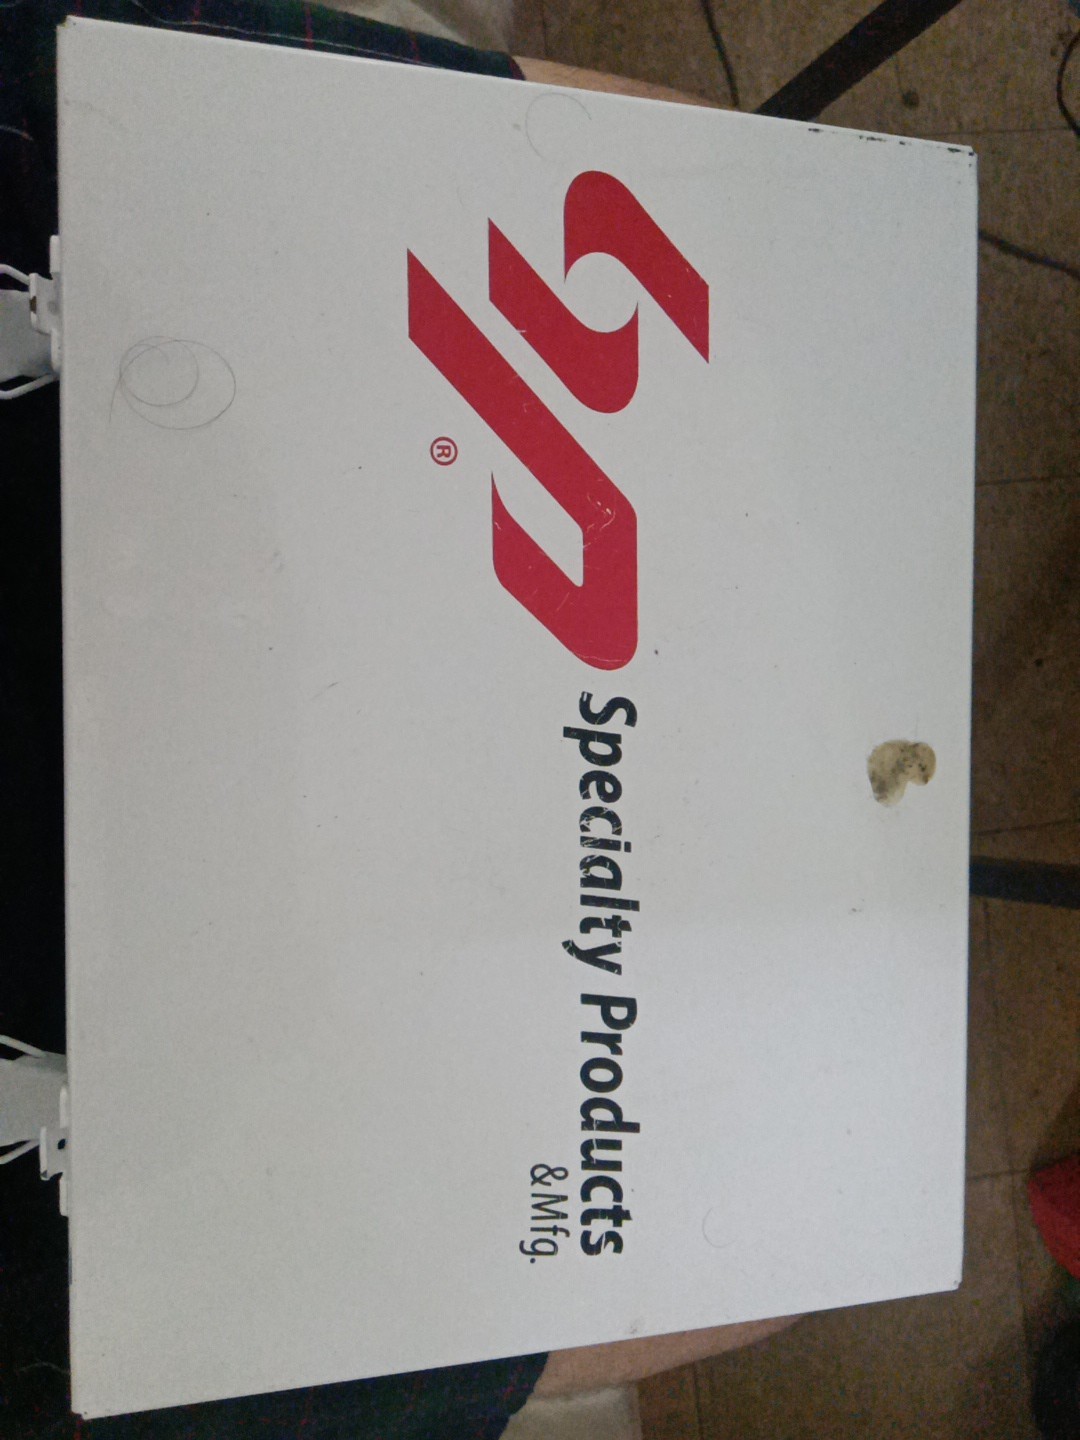 ®
Specialty Products
& Mfg.